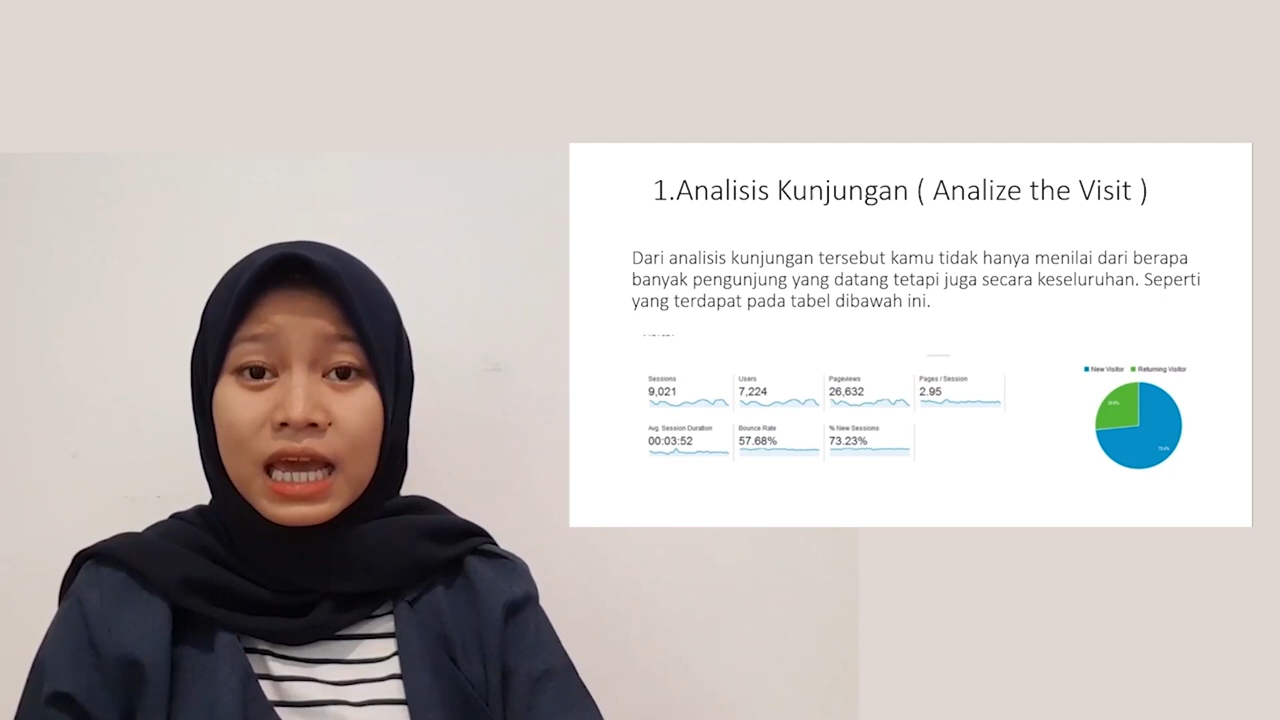 1.Analisis Kunjungan ( Analize the Visit )
Dari analisis kunjungan tersebut kamu tidak hanya menilai dari berapa
banyak pengunjung yang datang tetapi juga secara keseluruhan. Seperti
yang terdapat pada tabel dibawah ini.
Sessions
9,021
Users
7,224
Pageviews
26,632
Pages / Session
2.95
Avg. Session Duration
00:03:52
Bounce Rate
57.68%
% New Sessions
73.23%
New Visitor
Returning Visitor